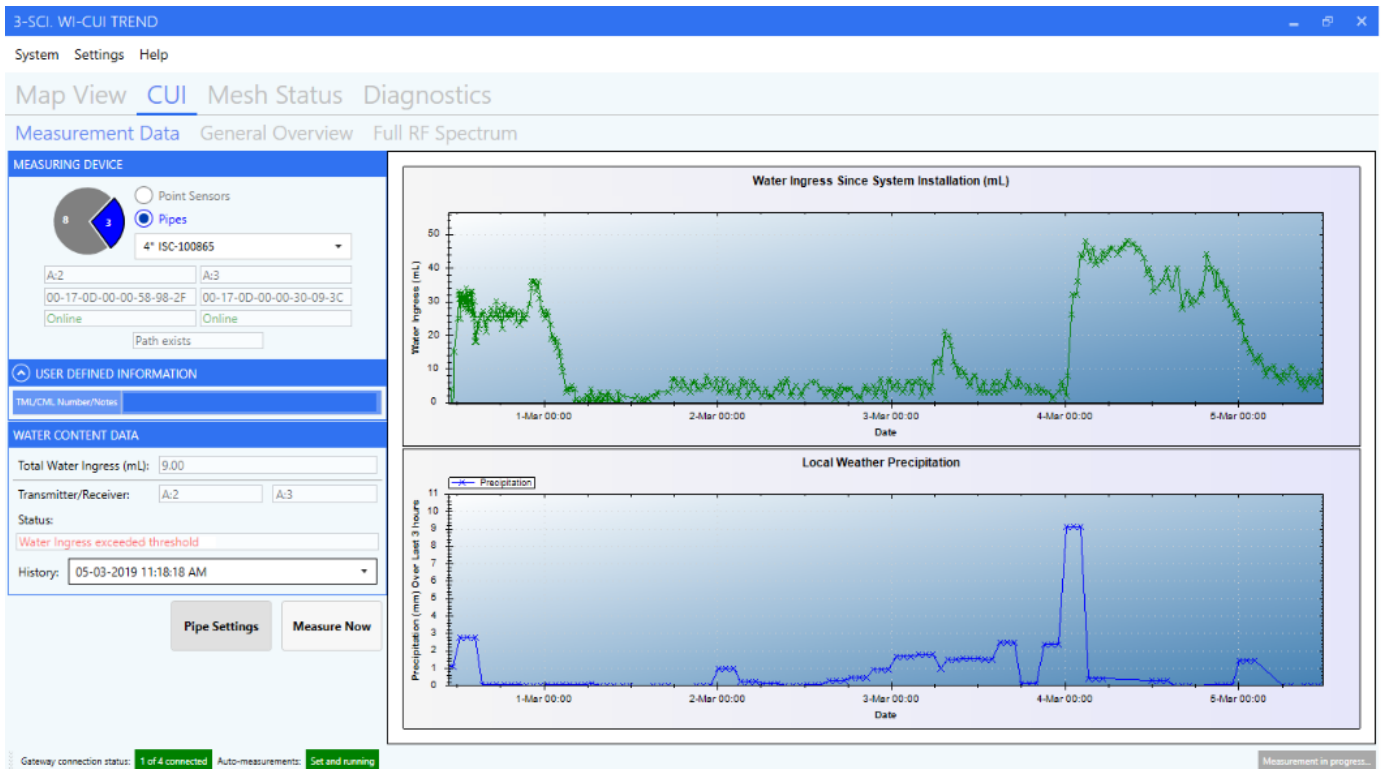 3-SCI. WI-CUI TREND
System Settings Help
Map View CUI Mesh Status Diagnostics
Measurement Data General Overview Full RF Spectrum
MEASURING DEVICE
8
3
Point Sensors
Pipes
4" ISC-100865
A:2 A:3
00-17-0D-00-00-58-98-2F 00-17-0D-00-00-30-09-3C
Online Online
Path exists
USER DEFINED INFORMATION
TML/CML Number/Notes
WATER CONTENT DATA
Total Water Ingress (mL): 9.00
Transmitter/Receiver: A:2 A:3
Status:
Water Ingress exceeded threshold
History: 05-03-2019 11:18:18 AM
Pipe Settings Measure Now
Water Ingress Since System Installation (mL)
Water Ingress (mL)
50
40
30
20
10
0
1-Mar 00:00 2-Mar 00:00 3-Mar 00:00 4-Mar 00:00 5-Mar 00:00
Date
Local Weather Precipitation
Precipitation
Precipitation (mm) Over Last 3 hours
11
10
9
8
7
6
5
4
3
2
1
0
1-Mar 00:00 2-Mar 00:00 3-Mar 00:00 4-Mar 00:00 5-Mar 00:00
Date
Gateway connection status: 1 of 4 connected Auto-measurements: Set and running
Measurement in progress...